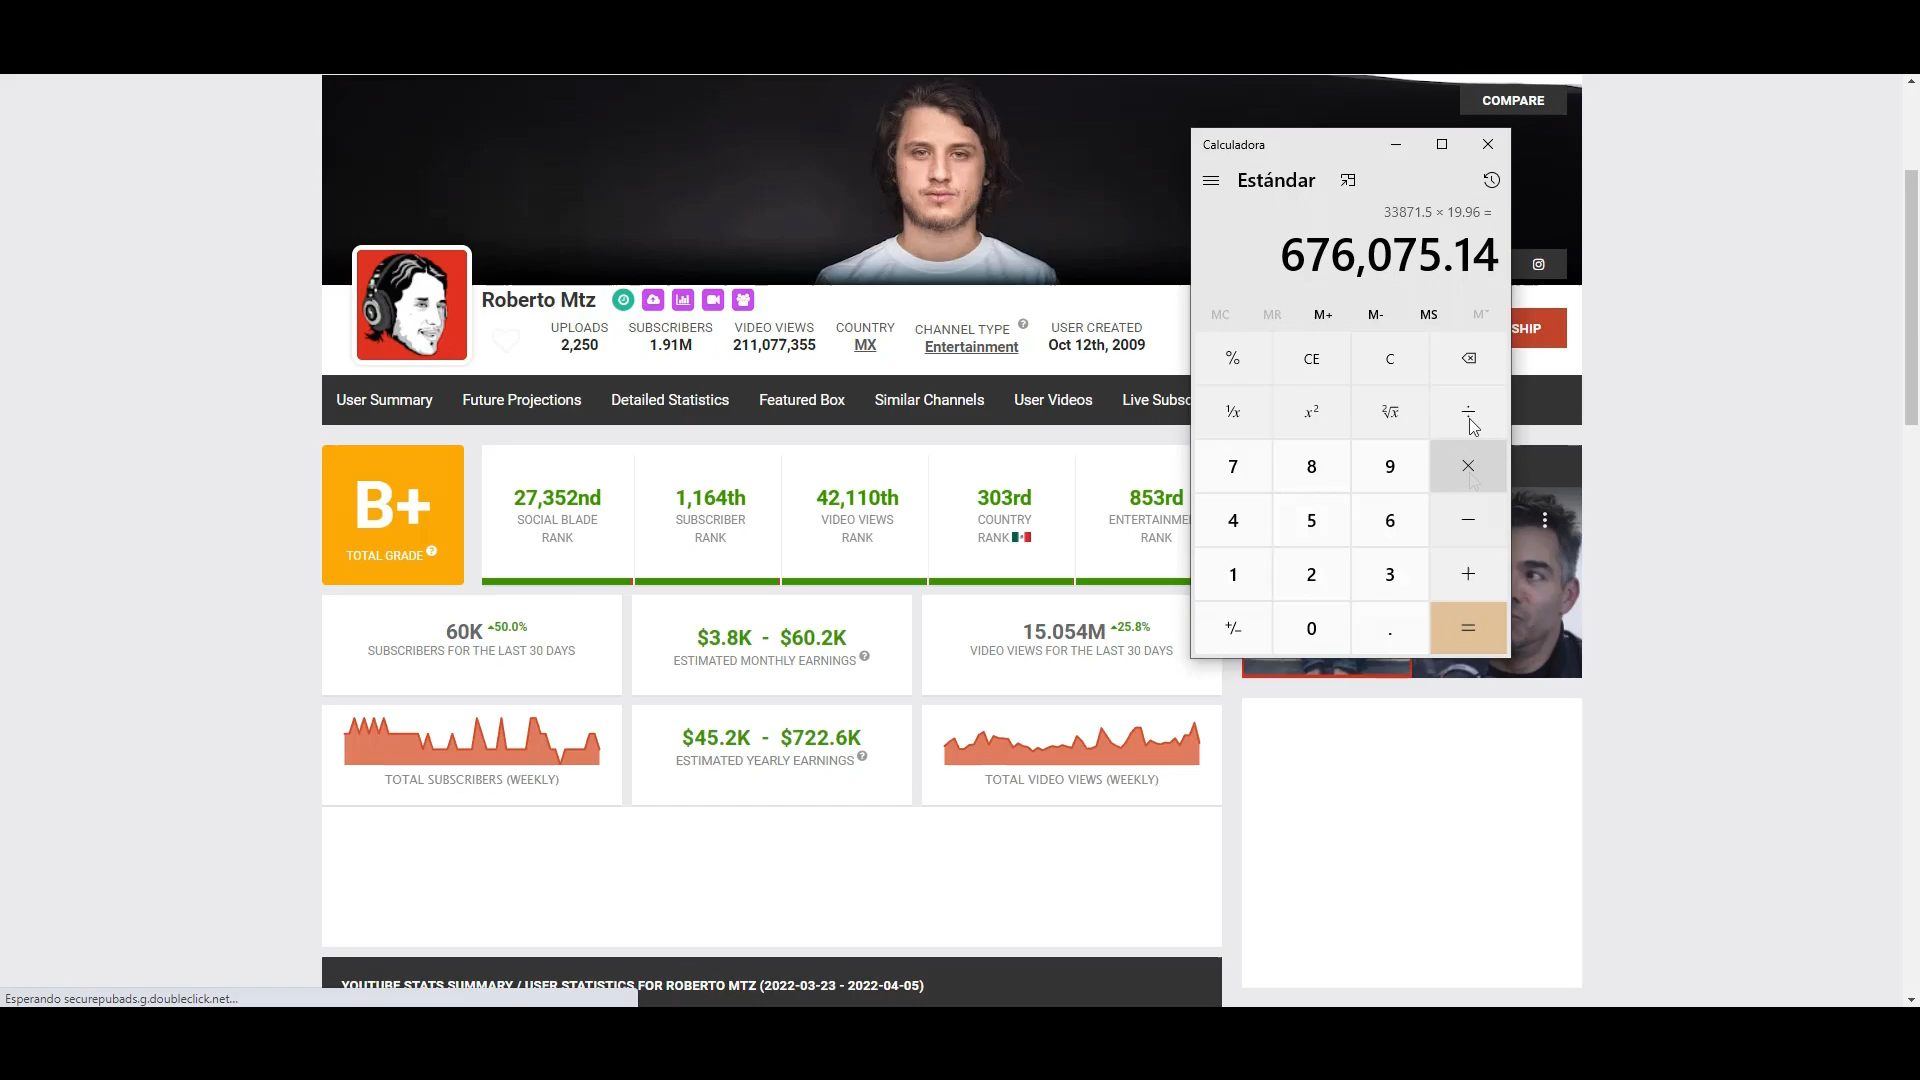 COMPARE
Calculadora
Estándar
33871.5 × 19.96 =
676,075.14
MC MR M+ M- MS M˅
% CE C
1/x x² ²√x ÷
7 8 9 ×
4 5 6 −
1 2 3 +
+/− 0 . =
Roberto Mtz
UPLOADS
2,250
SUBSCRIBERS
1.91M
VIDEO VIEWS
211,077,355
COUNTRY
MX
CHANNEL TYPE ?
Entertainment
USER CREATED
Oct 12th, 2009
SHIP
User Summary Future Projections Detailed Statistics Featured Box Similar Channels User Videos Live Subsc
B+
TOTAL GRADE ?
27,352nd
SOCIAL BLADE
RANK
1,164th
SUBSCRIBER
RANK
42,110th
VIDEO VIEWS
RANK
303rd
COUNTRY
RANK
853rd
ENTERTAINME
RANK
60K 50.0%
SUBSCRIBERS FOR THE LAST 30 DAYS
$3.8K - $60.2K
ESTIMATED MONTHLY EARNINGS ?
15.054M 25.8%
VIDEO VIEWS FOR THE LAST 30 DAYS
TOTAL SUBSCRIBERS (WEEKLY)
$45.2K - $722.6K
ESTIMATED YEARLY EARNINGS ?
TOTAL VIDEO VIEWS (WEEKLY)
YOUTUBE STATS SUMMARY / USER STATISTICS FOR ROBERTO MTZ (2022-03-23 - 2022-04-05)
Esperando securepubads.g.doubleclick.net...